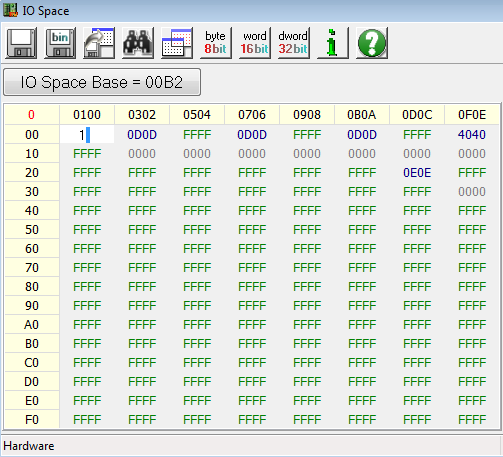 IO Space
bin
byte 8bit word 16bit dword 32bit
IO Space Base = 00B2
0 0100 0302 0504 0706 0908 0B0A 0D0C 0F0E
00 1 0D0D FFFF 0D0D FFFF 0D0D FFFF 4040
10 FFFF 0000 0000 0000 0000 0000 0000 0000
20 FFFF FFFF FFFF FFFF FFFF FFFF 0E0E FFFF
30 FFFF FFFF FFFF FFFF FFFF FFFF FFFF 0000
40 FFFF FFFF FFFF FFFF FFFF FFFF FFFF FFFF
50 FFFF FFFF FFFF FFFF FFFF FFFF FFFF FFFF
60 FFFF FFFF FFFF FFFF FFFF FFFF FFFF FFFF
70 FFFF FFFF FFFF FFFF FFFF FFFF FFFF FFFF
80 FFFF FFFF FFFF FFFF FFFF FFFF FFFF FFFF
90 FFFF FFFF FFFF FFFF FFFF FFFF FFFF FFFF
A0 FFFF FFFF FFFF FFFF FFFF FFFF FFFF FFFF
B0 FFFF FFFF FFFF FFFF FFFF FFFF FFFF FFFF
C0 FFFF FFFF FFFF FFFF FFFF FFFF FFFF FFFF
D0 FFFF FFFF FFFF FFFF FFFF FFFF FFFF FFFF
E0 FFFF FFFF FFFF FFFF FFFF FFFF FFFF FFFF
F0 FFFF FFFF FFFF FFFF FFFF FFFF FFFF FFFF
Hardware